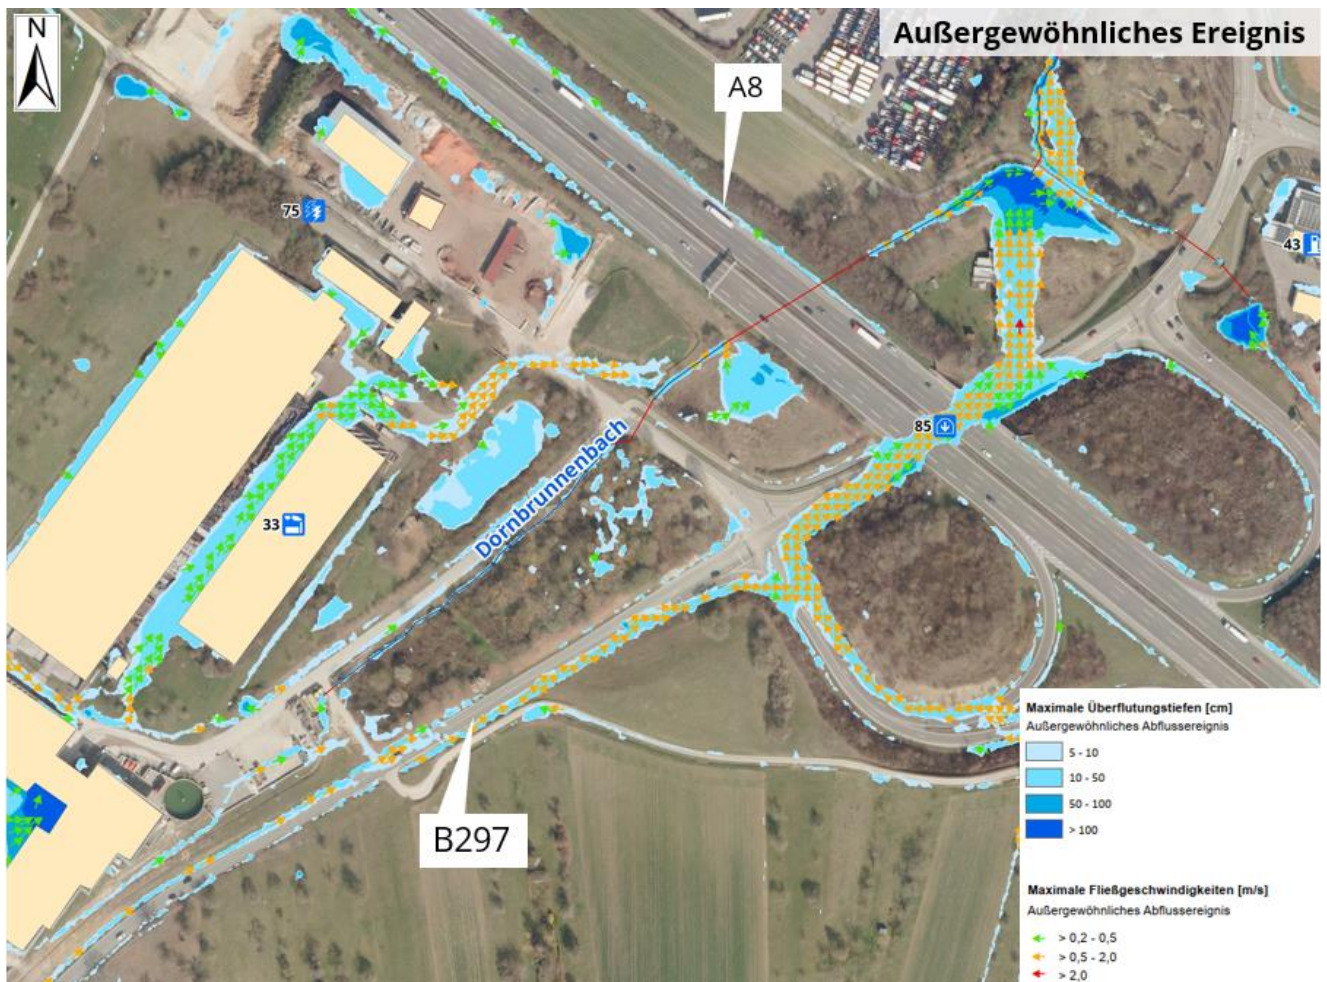 N
Außergewöhnliches Ereignis
A8
75
43
85
Dornbrunnenbach
33
B297
Maximale Überflutungstiefen [cm]
Außergewöhnliches Abflussereignis
5 - 10
10 - 50
50 - 100
> 100
Maximale Fließgeschwindigkeiten [m/s]
Außergewöhnliches Abflussereignis
> 0,2 - 0,5
> 0,5 - 2,0
> 2,0